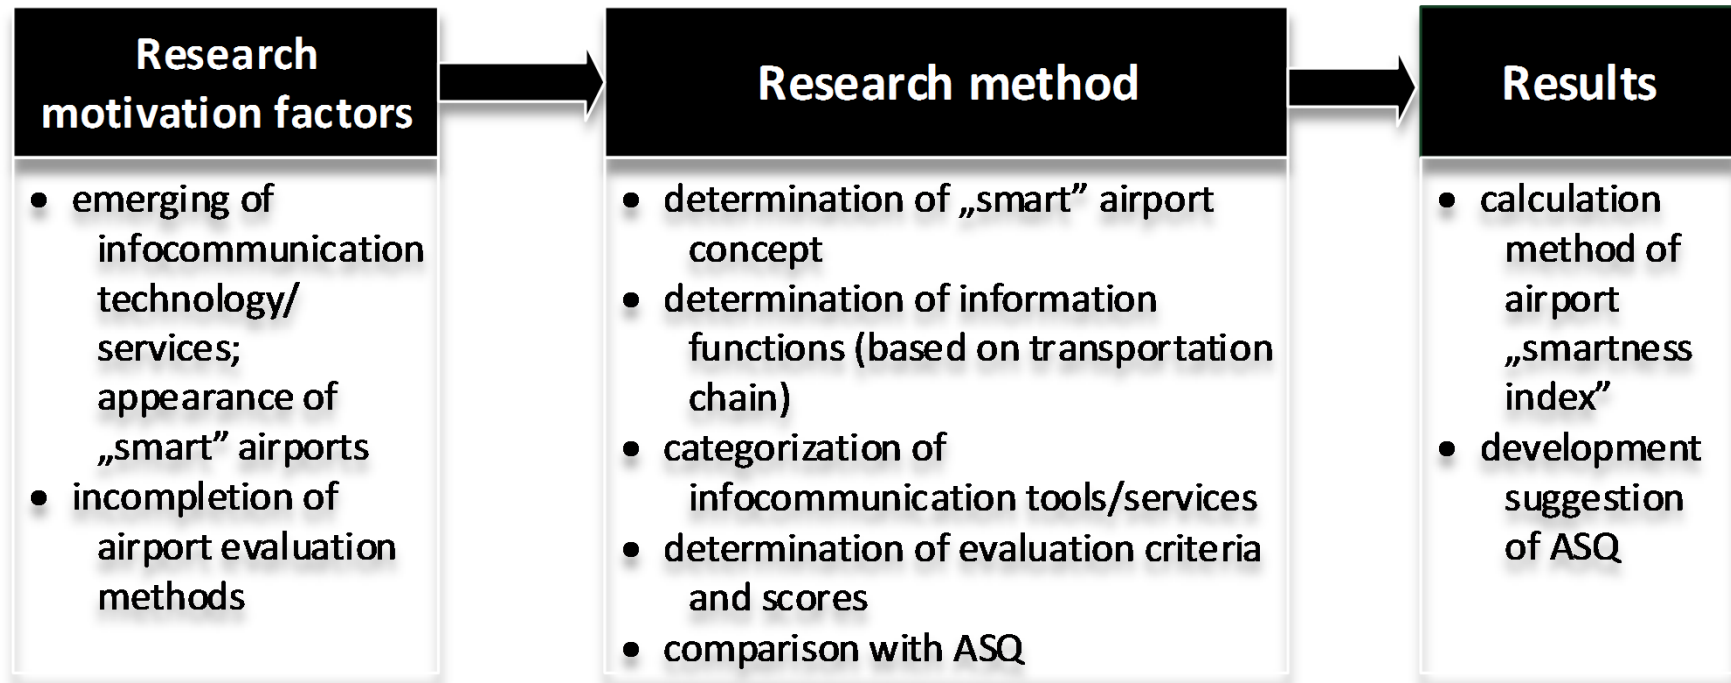 Research
motivation factors
• emerging of
infocommunication
technology/
services;
appearance of
„smart” airports
• incompletion of
airport evaluation
methods
Research method
• determination of „smart” airport
concept
• determination of information
functions (based on transportation
chain)
• categorization of
infocommunication tools/services
• determination of evaluation criteria
and scores
• comparison with ASQ
Results
• calculation
method of
airport
„smartness
index”
• development
suggestion
of ASQ